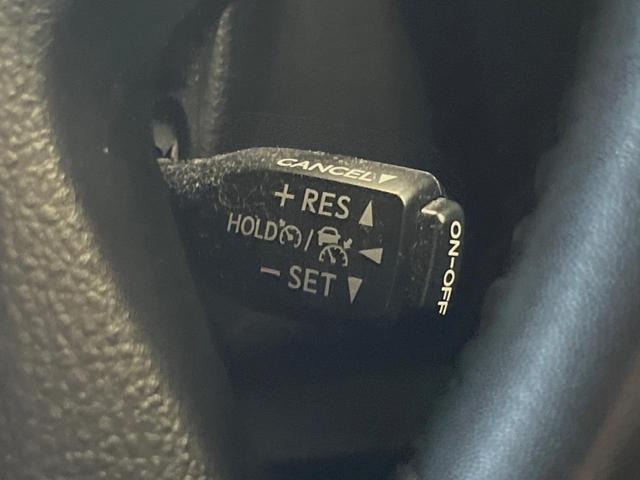 CANCEL▼
+ RES ▲
HOLD / ◀
− SET ▼
ON-OFF